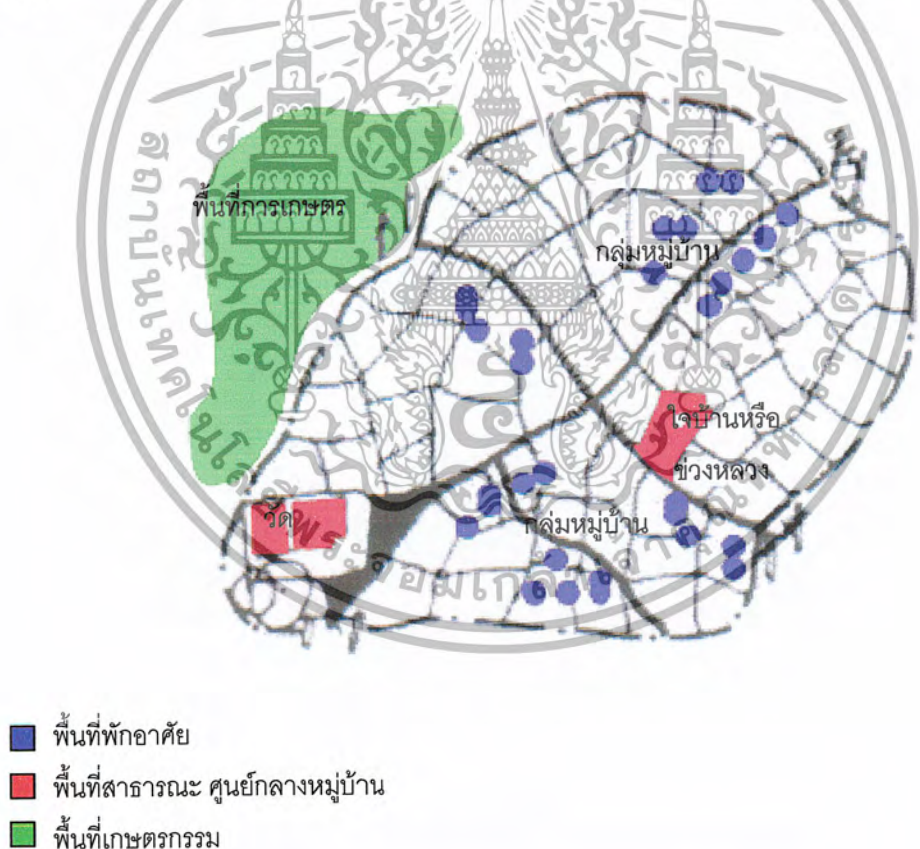 พื้นที่การเกษตร
กลุ่มหมู่บ้าน
ใจบ้านหรือ
ข่วงหลวง
วัด
กลุ่มหมู่บ้าน
พื้นที่พักอาศัย
พื้นที่สาธารณะ ศูนย์กลางหมู่บ้าน
พื้นที่เกษตรกรรม